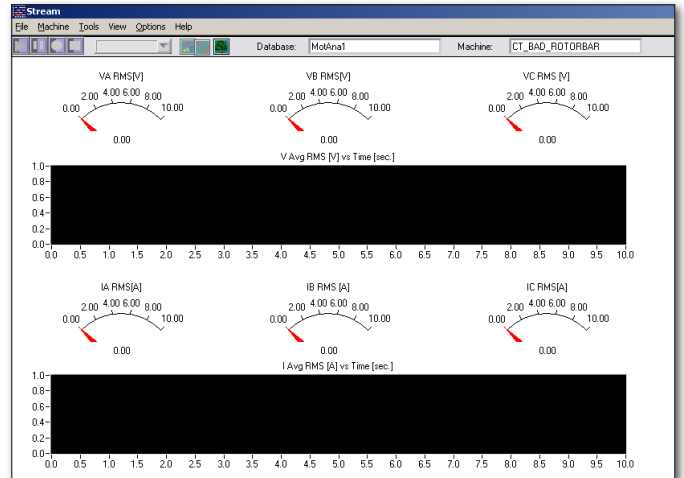 Stream
File Machine Tools View Options Help
Database: MotAna1 Machine: CT_BAD_ROTORBAR
VA RMS[V] VB RMS[V] VC RMS [V]
0.00 2.00 4.00 6.00 8.00 10.00 0.00 2.00 4.00 6.00 8.00 10.00 0.00 2.00 4.00 6.00 8.00 10.00
0.00 0.00 0.00
V Avg RMS [V] vs Time [sec.]
1.0
0.8
0.6
0.4
0.2
0.0
0.0 0.5 1.0 1.5 2.0 2.5 3.0 3.5 4.0 4.5 5.0 5.5 6.0 6.5 7.0 7.5 8.0 8.5 9.0 9.5 10.0
IA RMS[A] IB RMS [A] IC RMS[A]
0.00 2.00 4.00 6.00 8.00 10.00 0.00 2.00 4.00 6.00 8.00 10.00 0.00 2.00 4.00 6.00 8.00 10.00
0.00 0.00 0.00
I Avg RMS [A] vs Time [sec.]
1.0
0.8
0.6
0.4
0.2
0.0
0.0 0.5 1.0 1.5 2.0 2.5 3.0 3.5 4.0 4.5 5.0 5.5 6.0 6.5 7.0 7.5 8.0 8.5 9.0 9.5 10.0